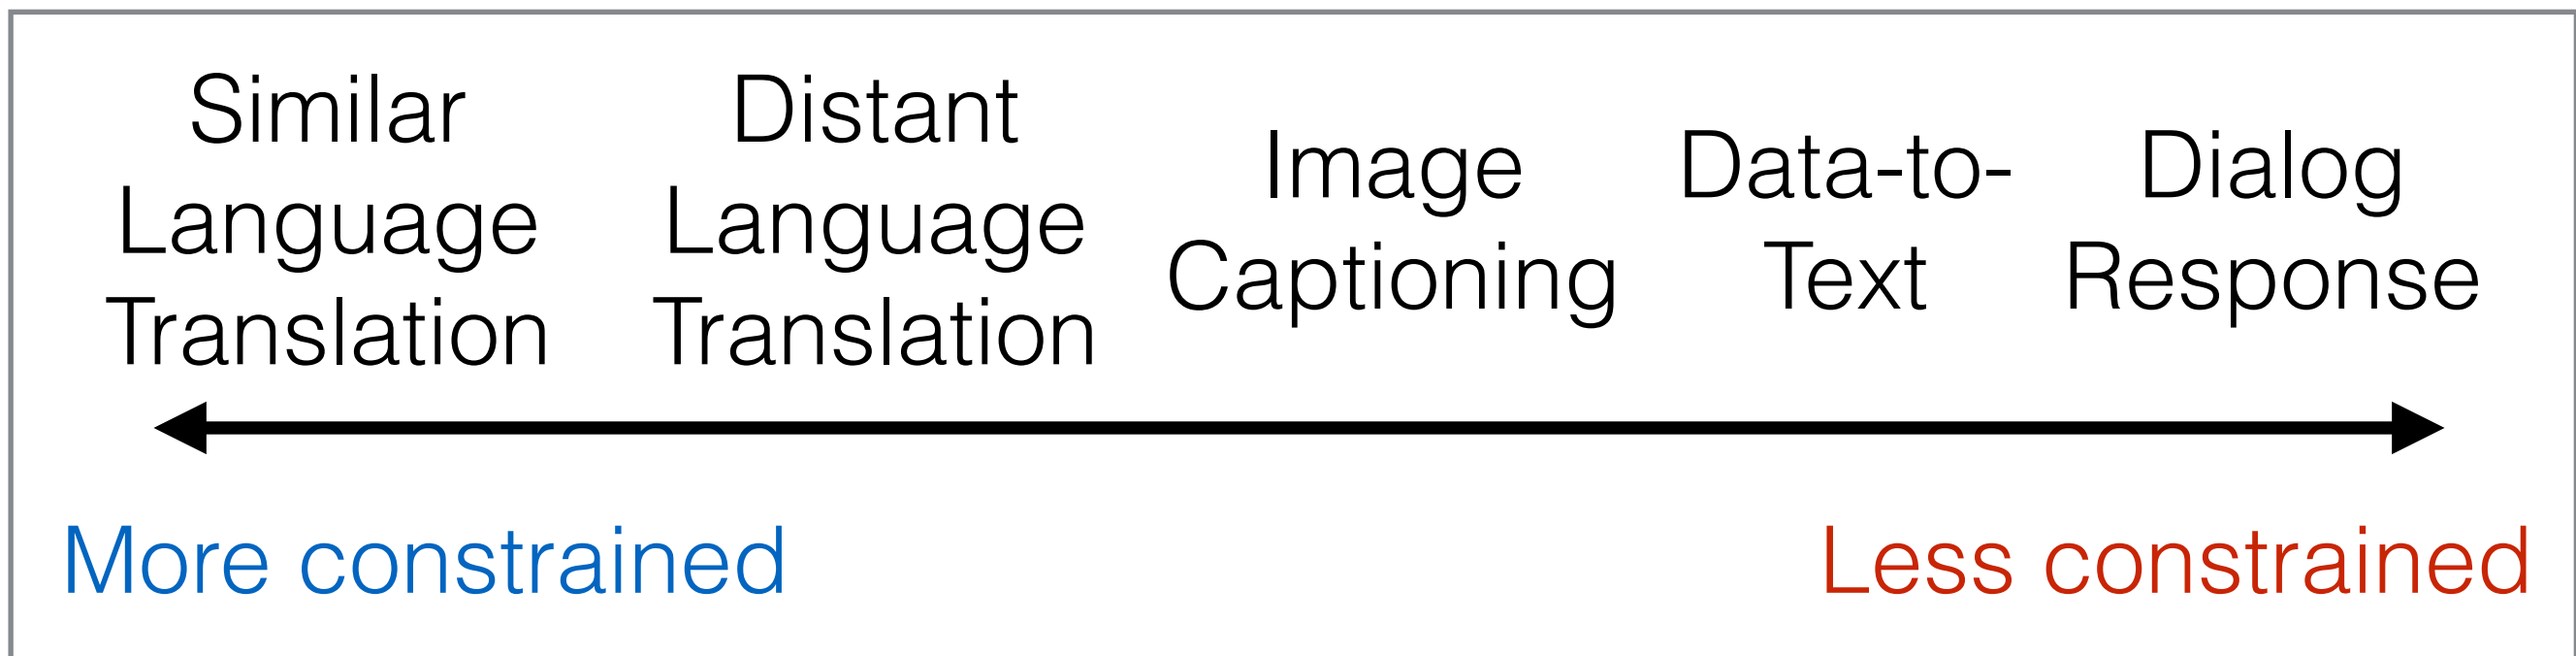 Similar
Language
Translation
Distant
Language
Translation
Image
Captioning
Data-to-
Text
Dialog
Response
More constrained
Less constrained